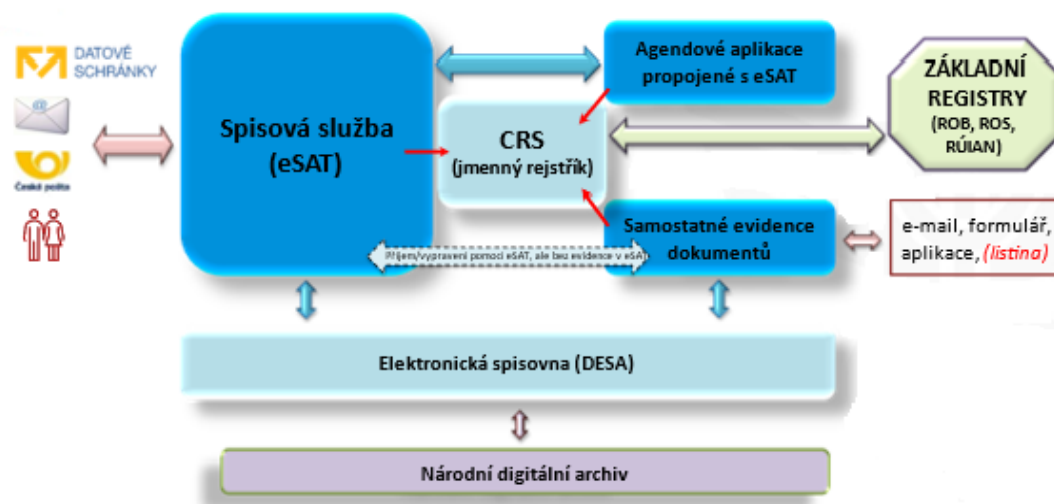 DATOVÉ
SCHRÁNKY
@
Česká pošta
Spisová služba
(eSAT)
Agendové aplikace
propojené s eSAT
CRS
(jmenný rejstřík)
ZÁKLADNÍ
REGISTRY
(ROB, ROS,
RÚIAN)
Samostatné evidence
dokumentů
e-mail, formulář,
aplikace, (listina)
Příjem/vypravení pomocí eSAT, ale bez evidence v eSAT
Elektronická spisovna (DESA)
Národní digitální archiv